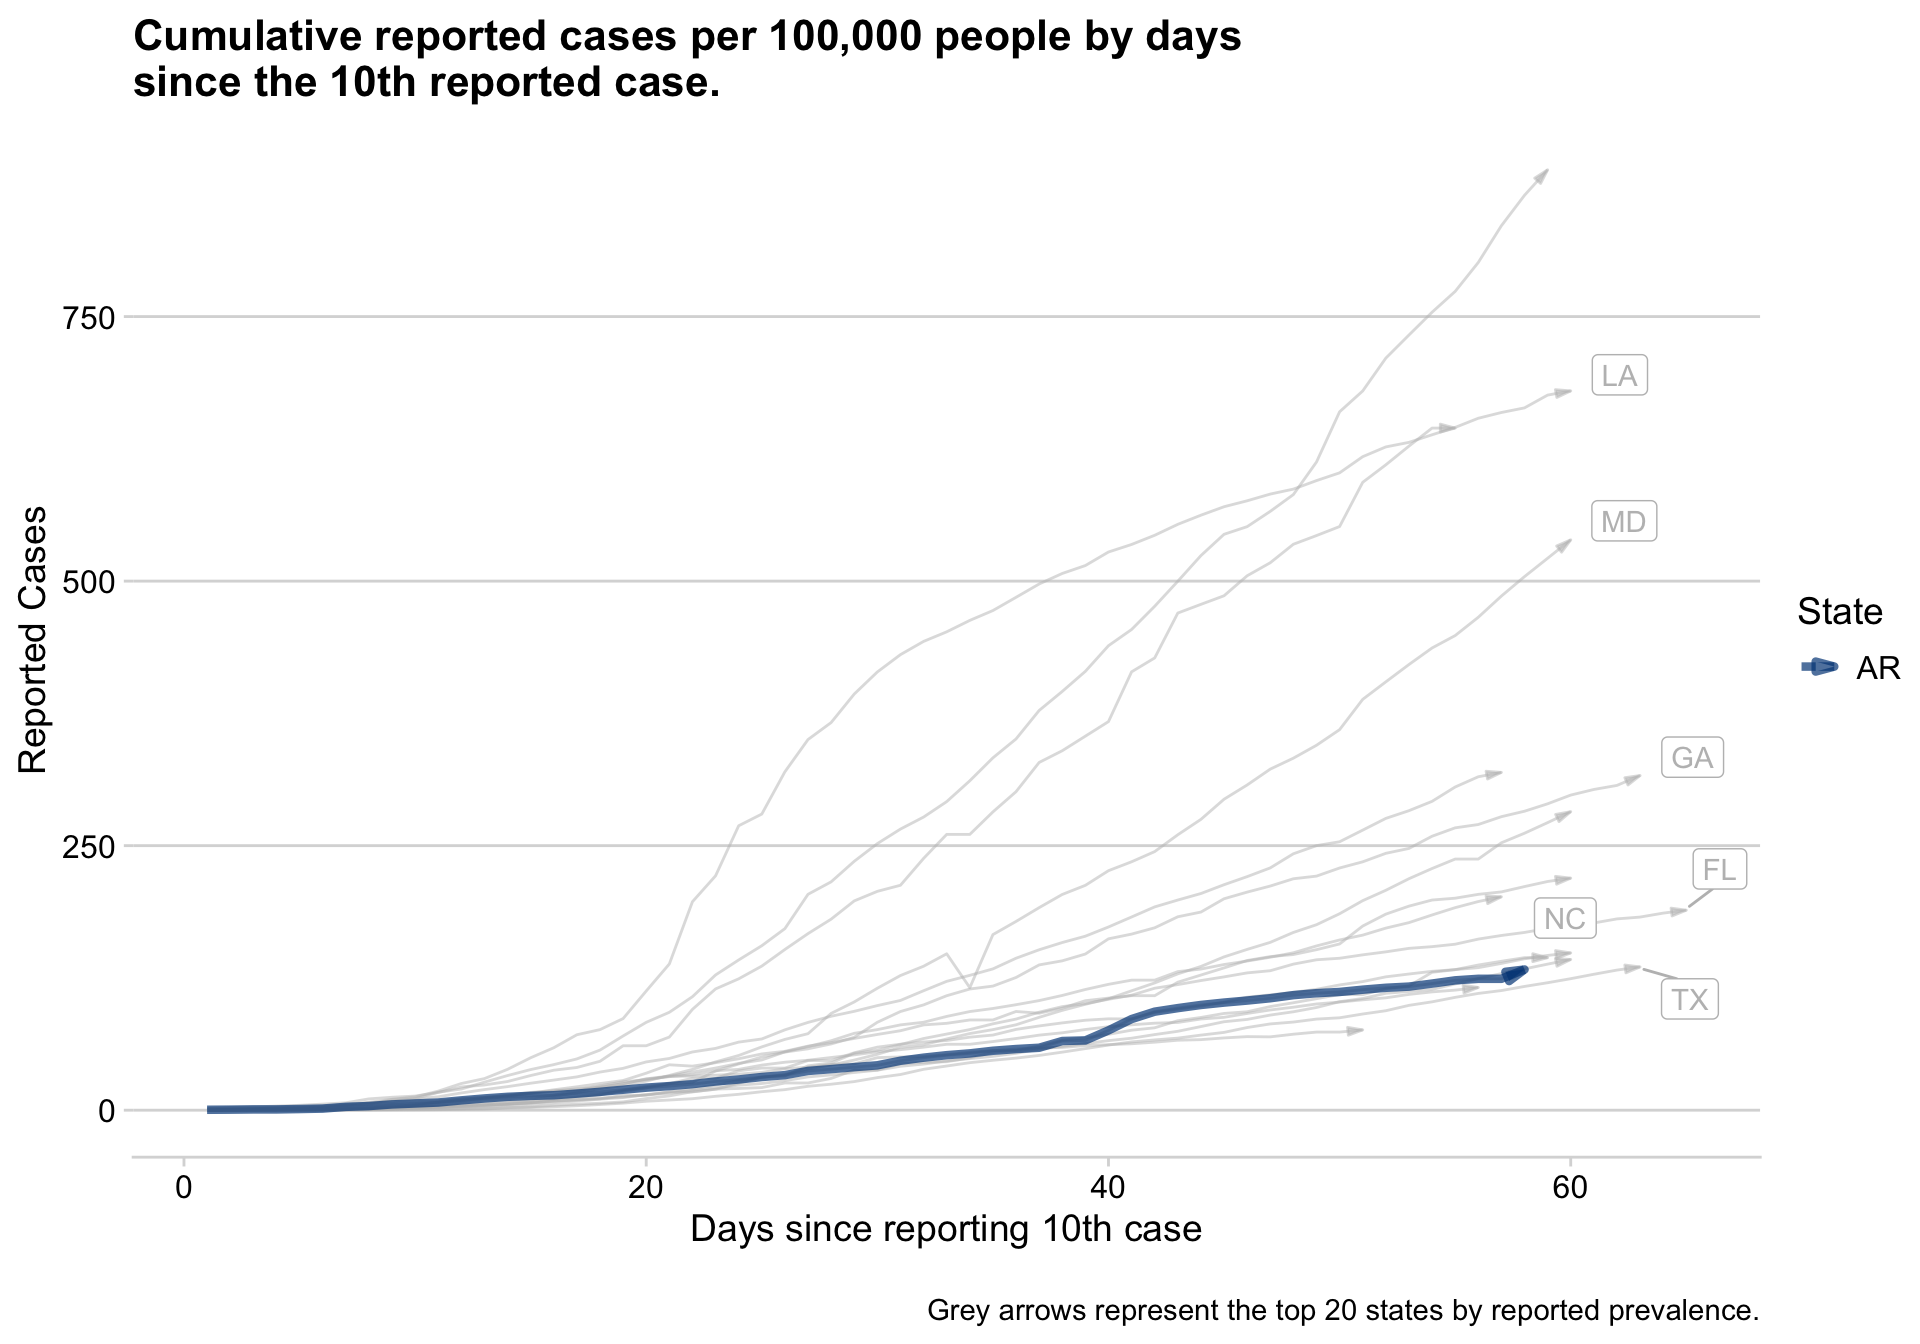 Cumulative reported cases per 100,000 people by days
since the 10th reported case.
Reported Cases
750
500
250
0
LA
MD
GA
FL
NC
TX
State
AR
0 20 40 60
Days since reporting 10th case
Grey arrows represent the top 20 states by reported prevalence.